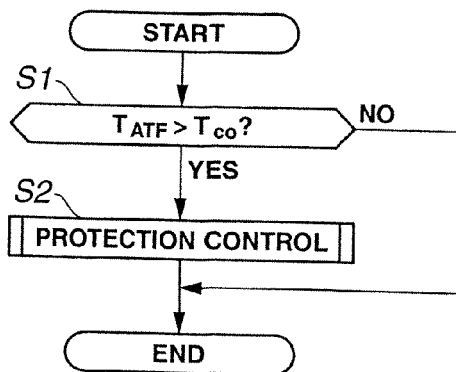 START
S1
T_ATF > T_co?
NO
YES
S2
PROTECTION CONTROL
END